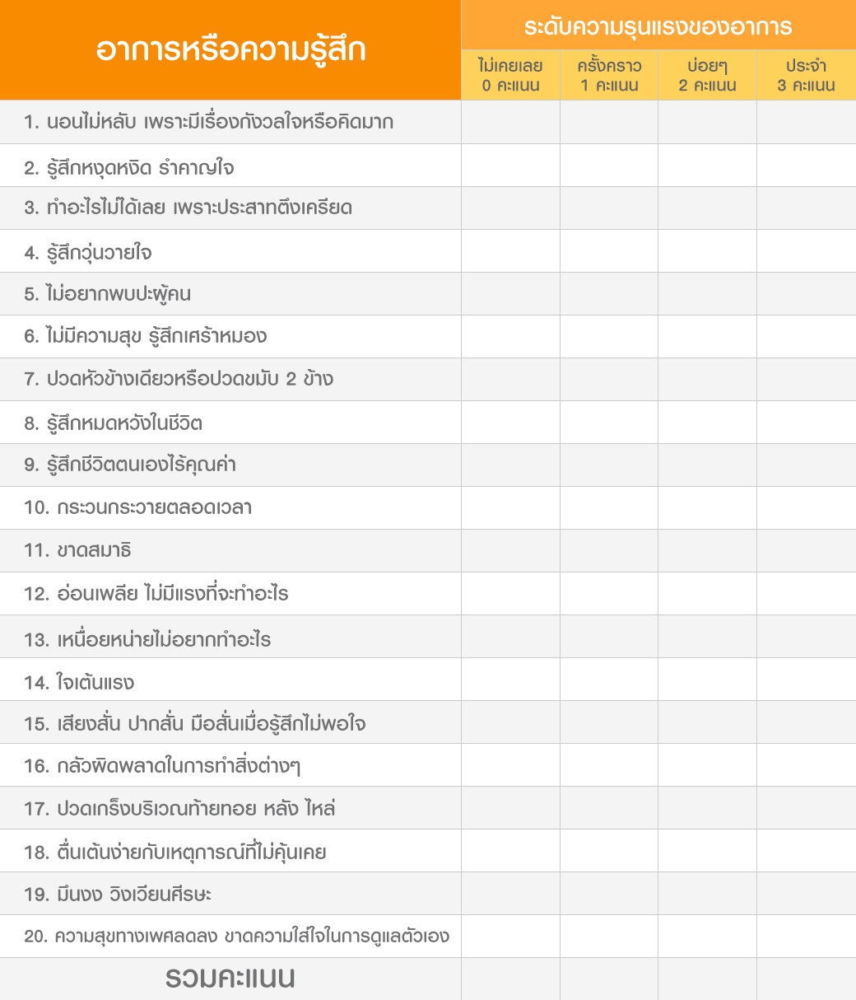 อาการหรือความรู้สึก
ระดับความรุนแรงของอาการ
ไม่เคยเลย
0 คะแนน
ครั้งคราว
1 คะแนน
บ่อยๆ
2 คะแนน
ประจำ
3 คะแนน
1. นอนไม่หลับ เพราะมีเรื่องกังวลใจหรือคิดมาก
2. รู้สึกหงุดหงิด รำคาญใจ
3. ทำอะไรไม่ได้เลย เพราะประสาทตึงเครียด
4. รู้สึกวุ่นวายใจ
5. ไม่อยากพบปะผู้คน
6. ไม่มีความสุข รู้สึกเศร้าหมอง
7. ปวดหัวข้างเดียวหรือปวดขมับ 2 ข้าง
8. รู้สึกหมดหวังในชีวิต
9. รู้สึกชีวิตตนเองไร้คุณค่า
10. กระวนกระวายตลอดเวลา
11. ขาดสมาธิ
12. อ่อนเพลีย ไม่มีแรงที่จะทำอะไร
13. เหนื่อยหน่ายไม่อยากทำอะไร
14. ใจเต้นแรง
15. เสียงสั่น ปากสั่น มือสั่นเมื่อรู้สึกไม่พอใจ
16. กลัวผิดพลาดในการทำสิ่งต่างๆ
17. ปวดเกร็งบริเวณท้ายทอย หลัง ไหล่
18. ตื่นเต้นง่ายกับเหตุการณ์ที่ไม่คุ้นเคย
19. มึนงง วิงเวียนศีรษะ
20. ความสุขทางเพศลดลง ขาดความใส่ใจในการดูแลตัวเอง
รวมคะแนน